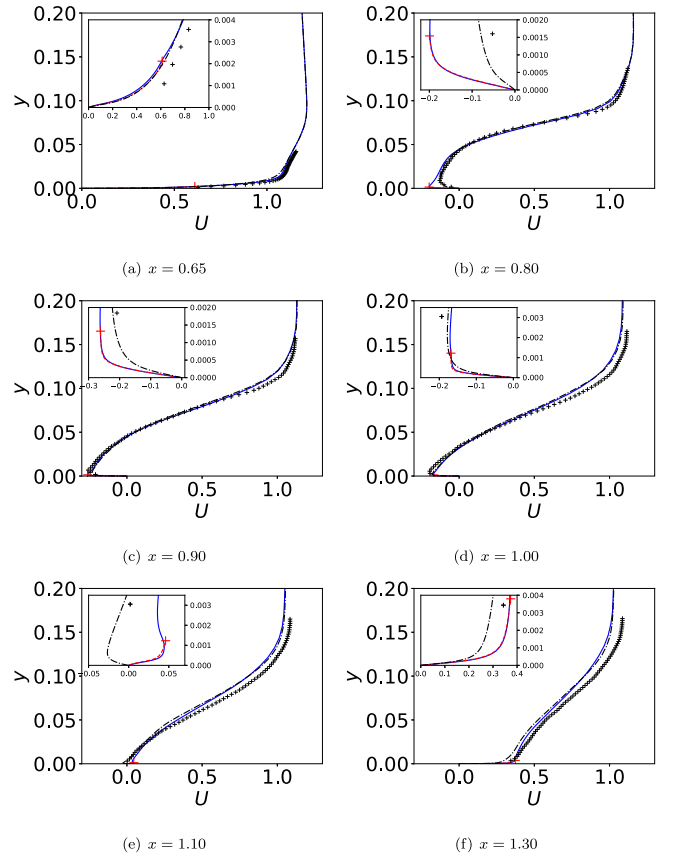 0.20
0.15
0.10
0.05
0.00
y
0.004
0.003
0.002
0.001
0.000
0.0 0.2 0.4 0.6 0.8 1.0
0.0 0.5 1.0
U
(a) x = 0.65
0.20
0.15
0.10
0.05
0.00
y
0.0020
0.0015
0.0010
0.0005
0.0000
−0.2 −0.1 0.0
0.0 0.5 1.0
U
(b) x = 0.80
0.20
0.15
0.10
0.05
0.00
y
0.0020
0.0015
0.0010
0.0005
0.0000
−0.3 −0.2 −0.1 0.0
0.0 0.5 1.0
U
(c) x = 0.90
0.20
0.15
0.10
0.05
0.00
y
0.003
0.002
0.001
0.000
−0.2 −0.1 0.0
0.0 0.5 1.0
U
(d) x = 1.00
0.20
0.15
0.10
0.05
0.00
y
0.003
0.002
0.001
0.000
−0.05 0.00 0.05
0.0 0.5 1.0
U
(e) x = 1.10
0.20
0.15
0.10
0.05
0.00
y
0.004
0.003
0.002
0.001
0.000
0.0 0.1 0.2 0.3 0.4
0.0 0.5 1.0
U
(f) x = 1.30